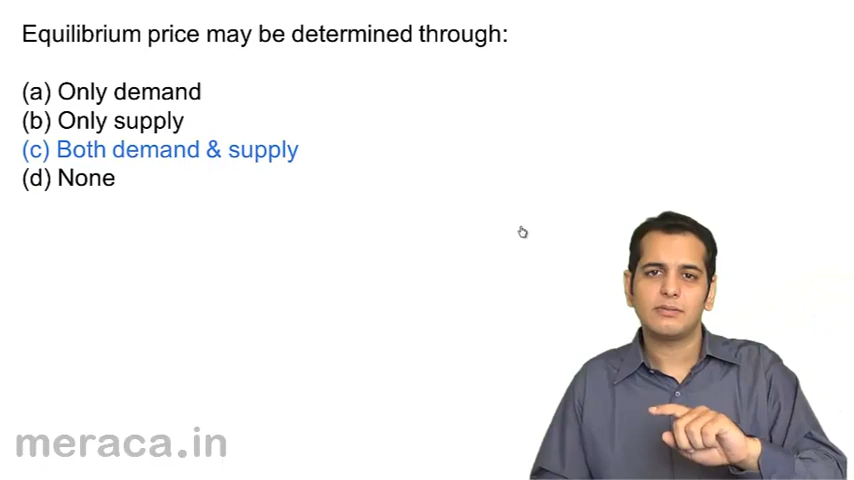 Equilibrium price may be determined through:
(a) Only demand
(b) Only supply
(c) Both demand & supply
(d) None
meraca.in